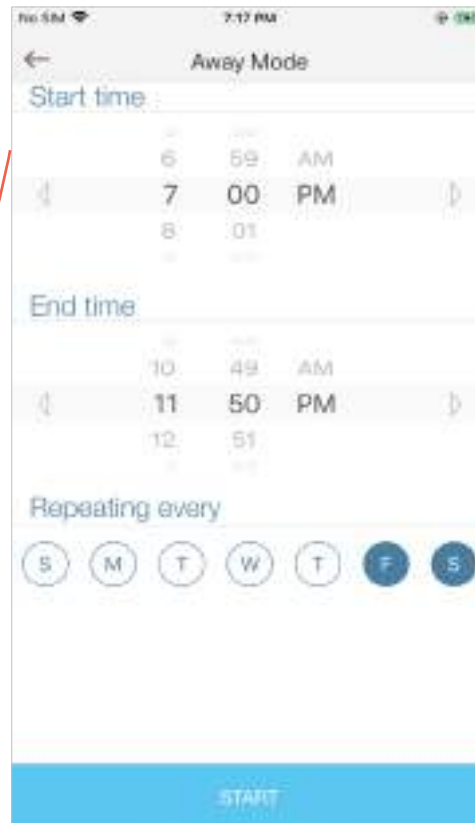 No SIM 7:17 PM
Away Mode
Start time
6 59 AM
7 00 PM
8 01
End time
10 49 AM
11 50 PM
12 51
Repeating every
S M T W T F S
START